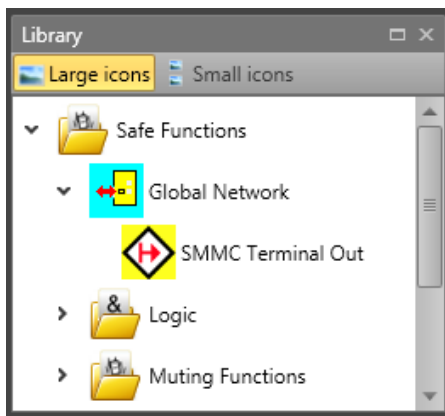 Library
Large icons Small icons
Safe Functions
Global Network
SMMC Terminal Out
&
Logic
Muting Functions